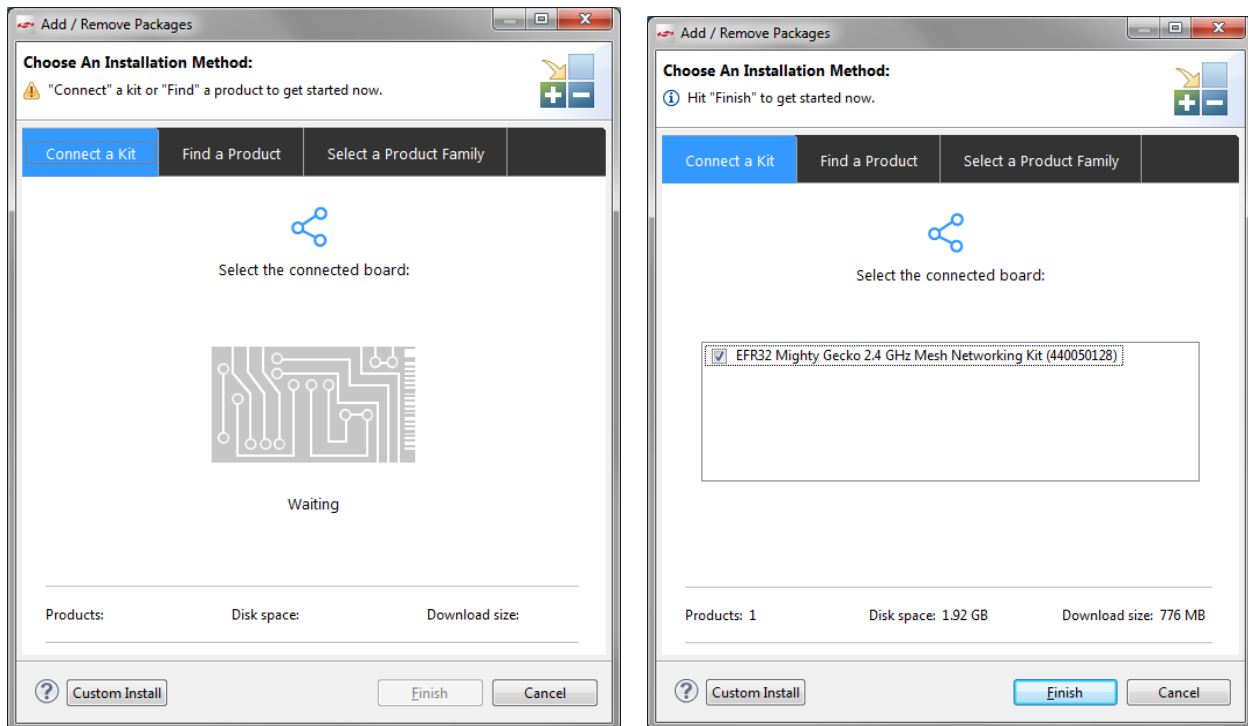 Add / Remove Packages
Choose An Installation Method:
"Connect" a kit or "Find" a product to get started now.
Connect a Kit
Find a Product
Select a Product Family
Select the connected board:
Waiting
Products:
Disk space:
Download size:
Custom Install
Finish
Cancel
Add / Remove Packages
Choose An Installation Method:
Hit "Finish" to get started now.
Connect a Kit
Find a Product
Select a Product Family
Select the connected board:
EFR32 Mighty Gecko 2.4 GHz Mesh Networking Kit (440050128)
Products: 1
Disk space: 1.92 GB
Download size: 776 MB
Custom Install
Finish
Cancel